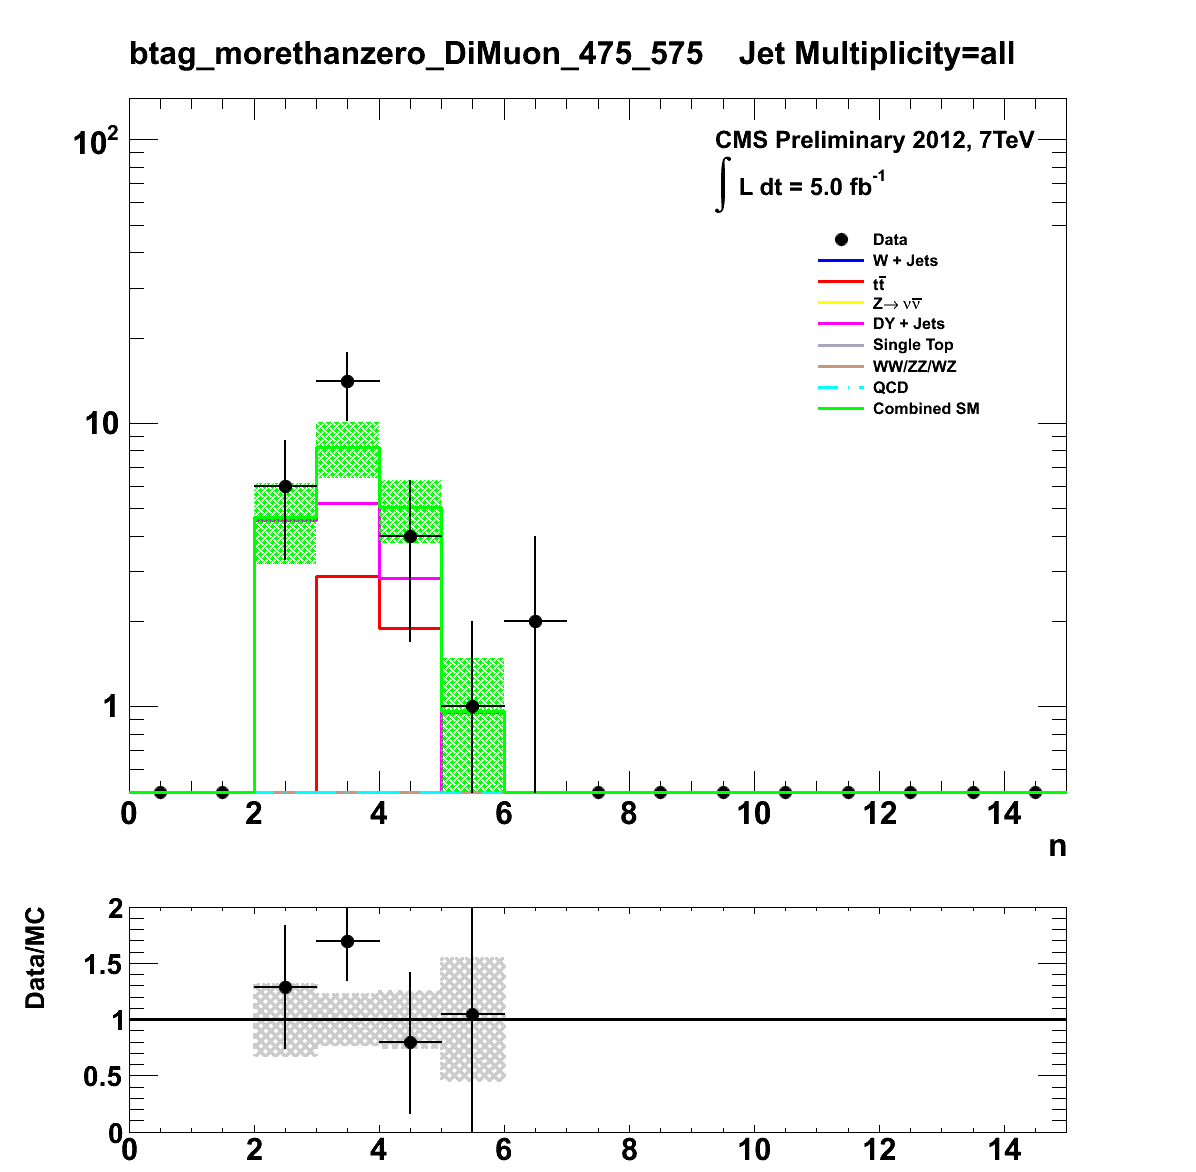 btag_morethanzero_DiMuon_475_575 Jet Multiplicity=all
CMS Preliminary 2012, 7TeV
∫ L dt = 5.0 fb⁻¹
Data
W + Jets
tt̅
Z→ νν̅
DY + Jets
Single Top
WW/ZZ/WZ
QCD
Combined SM
10²
10
1
0 2 4 6 8 10 12 14
n
Data/MC
2
1.5
1
0.5
0
0 2 4 6 8 10 12 14